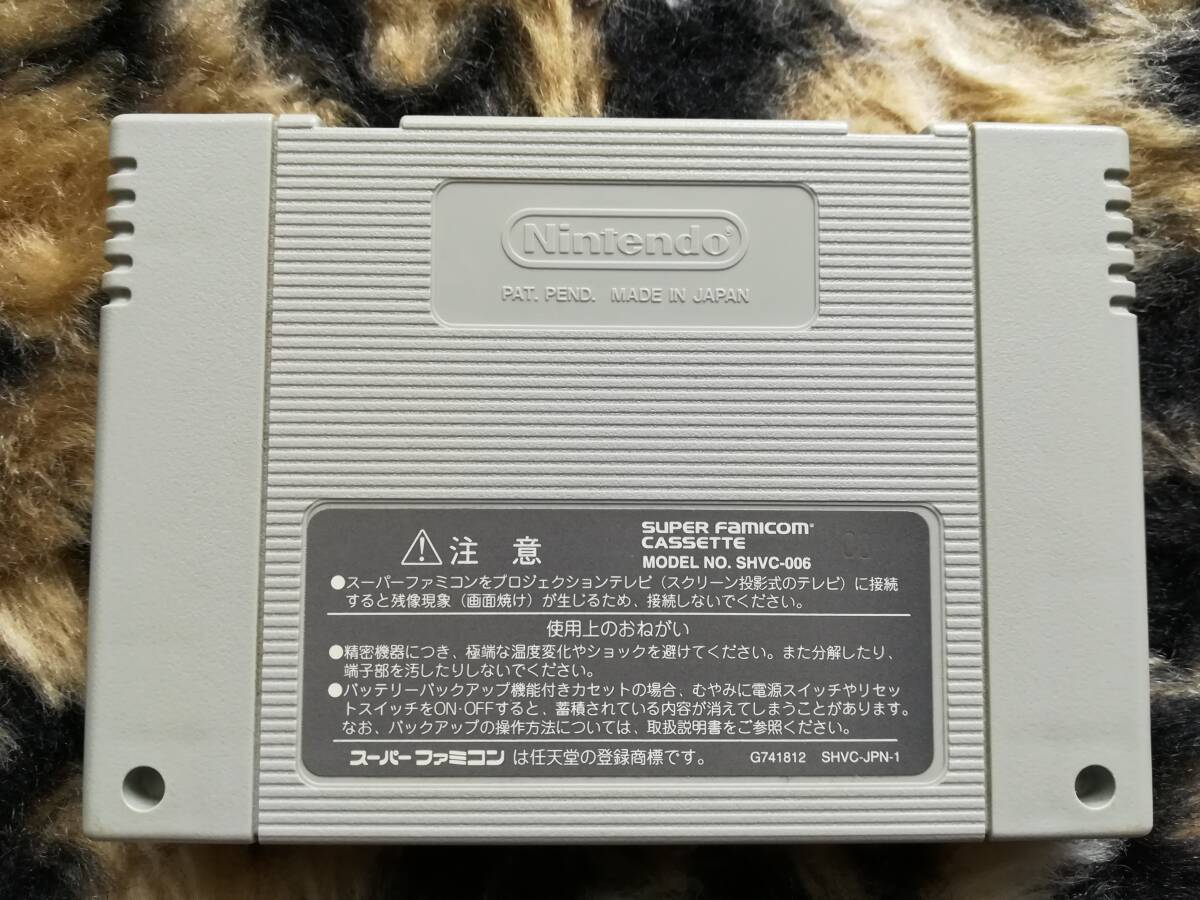 Nintendo®
PAT. PEND. MADE IN JAPAN
注 意
SUPER FAMICOM®
CASSETTE
MODEL NO. SHVC-006
●スーパーファミコンをプロジェクションテレビ（スクリーン投影式のテレビ）に接続
すると残像現象（画面焼け）が生じるため、接続しないでください。
使用上のおねがい
●精密機器につき、極端な温度変化やショックを避けてください。また分解したり、
端子部を汚したりしないでください。
●バッテリーバックアップ機能付きカセットの場合、むやみに電源スイッチやリセッ
トスイッチをON・OFFすると、蓄積されている内容が消えてしまうことがあります。
なお、バックアップの操作方法については、取扱説明書をご参照ください。
スーパーファミコン は任天堂の登録商標です。 G741812 SHVC-JPN-1